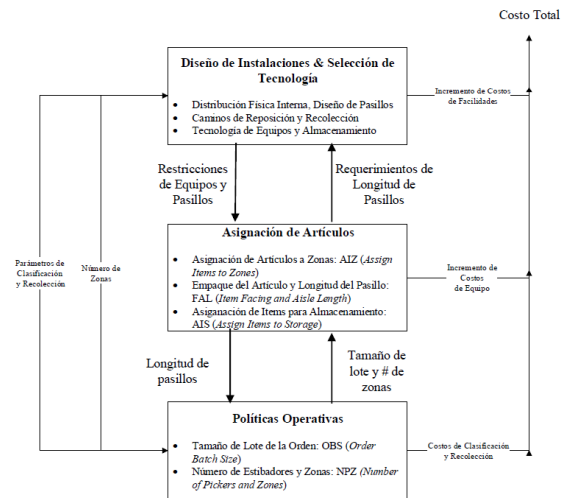 Costo Total
Diseño de Instalaciones & Selección de
Tecnología
• Distribución Física Interna, Diseño de Pasillos
• Caminos de Reposición y Recolección
• Tecnología de Equipos y Almacenamiento
Incremento de Costos
de Facilidades
Restricciones
de Equipos y
Pasillos
Requerimientos de
Longitud de
Pasillos
Parámetros de
Clasificación
y Recolección
Número de
Zonas
Asignación de Artículos
• Asignación de Artículos a Zonas: AIZ (Assign
Items to Zones)
• Empaque del Artículo y Longitud del Pasillo:
FAL (Item Facing and Aisle Length)
• Asiganación de Items para Almacenamiento:
AIS (Assign Items to Storage)
Incremento de
Costos
de Equipo
Longitud de
pasillos
Tamaño de
lote y # de
zonas
Políticas Operativas
• Tamaño de Lote de la Orden: OBS (Order
Batch Size)
• Número de Estibadores y Zonas: NPZ (Number
of Pickers and Zones)
Costos de Clasificación
y Recolección